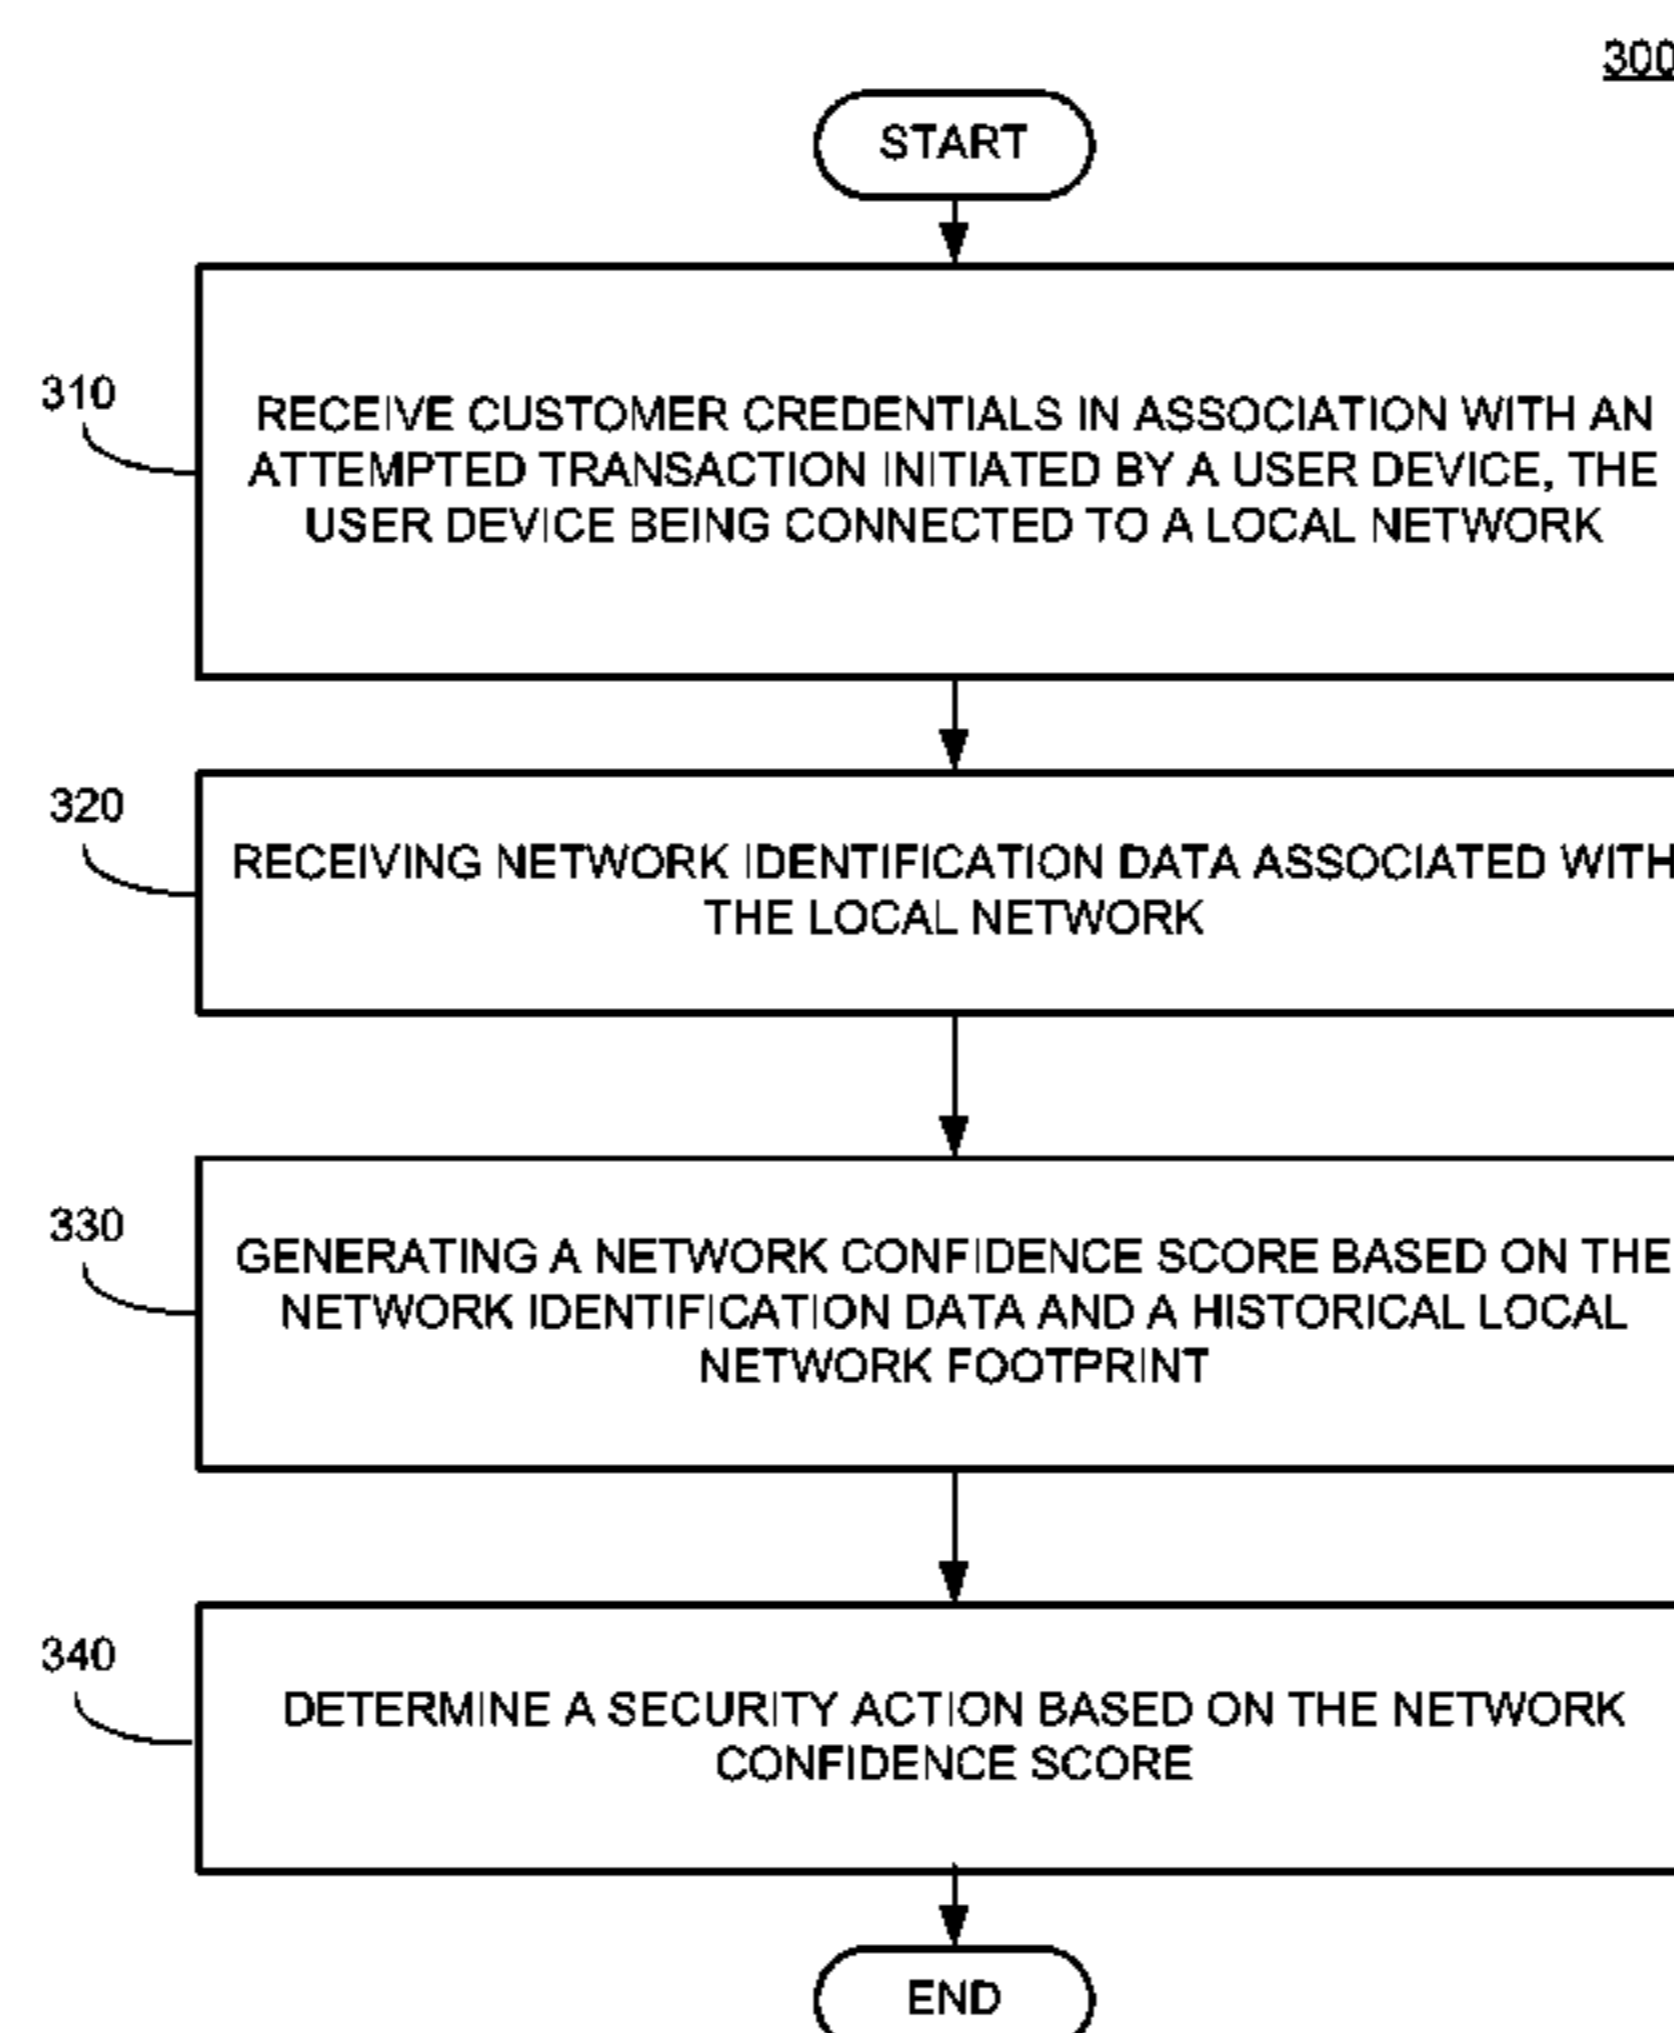 300
START
310
RECEIVE CUSTOMER CREDENTIALS IN ASSOCIATION WITH AN
ATTEMPTED TRANSACTION INITIATED BY A USER DEVICE, THE
USER DEVICE BEING CONNECTED TO A LOCAL NETWORK
320
RECEIVING NETWORK IDENTIFICATION DATA ASSOCIATED WITH
THE LOCAL NETWORK
330
GENERATING A NETWORK CONFIDENCE SCORE BASED ON THE
NETWORK IDENTIFICATION DATA AND A HISTORICAL LOCAL
NETWORK FOOTPRINT
340
DETERMINE A SECURITY ACTION BASED ON THE NETWORK
CONFIDENCE SCORE
END